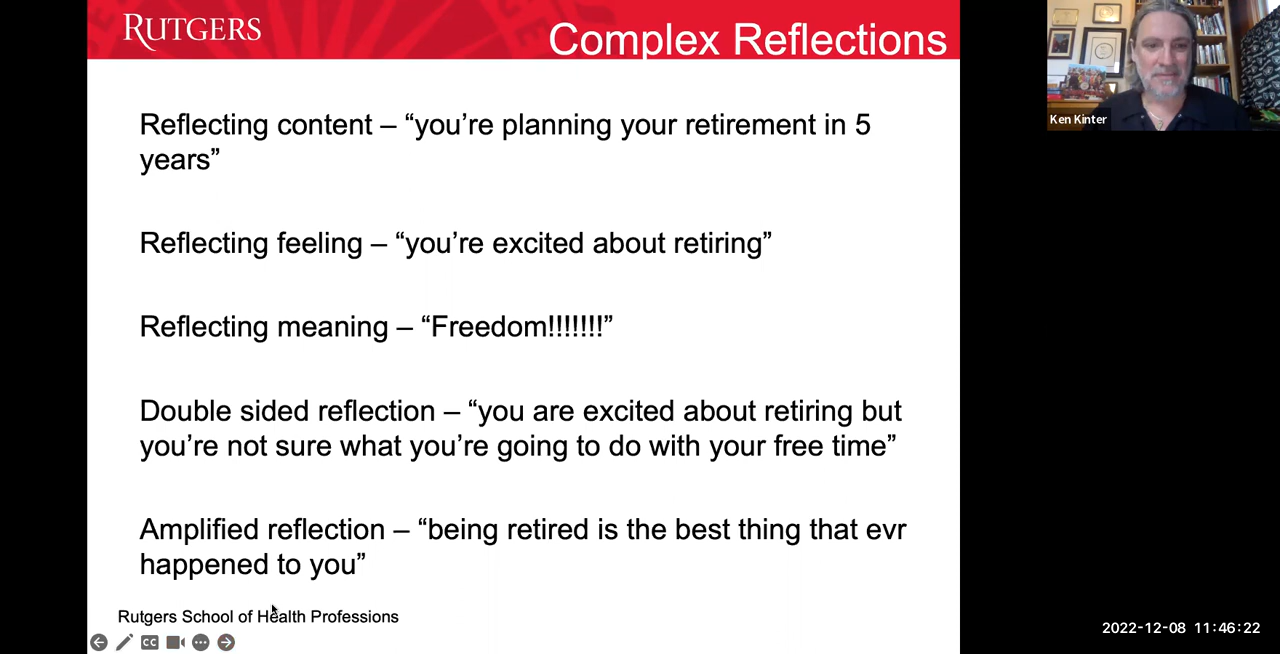 RUTGERS
Complex Reflections
Reflecting content – “you’re planning your retirement in 5
years”
Reflecting feeling – “you’re excited about retiring”
Reflecting meaning – “Freedom!!!!!!!”
Double sided reflection – “you are excited about retiring but
you’re not sure what you’re going to do with your free time”
Amplified reflection – “being retired is the best thing that evr
happened to you”
Rutgers School of Health Professions
CC
Ken Kinter
2022-12-08 11:46:22